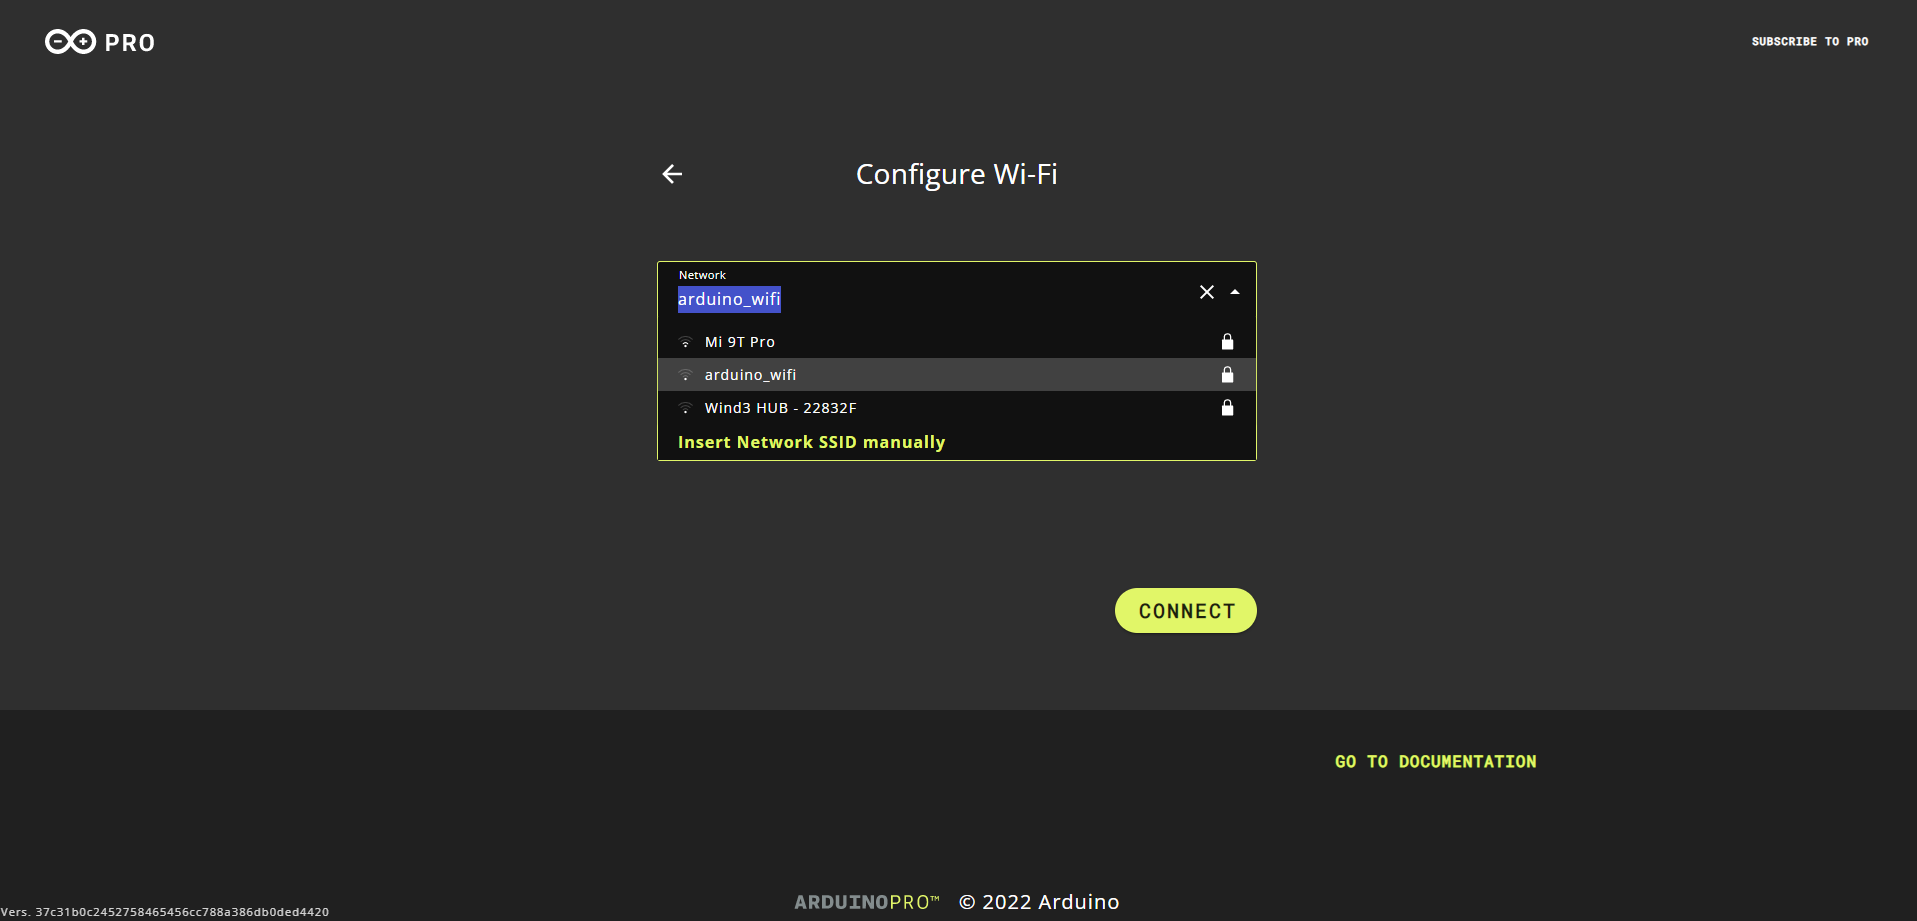 PRO
SUBSCRIBE TO PRO
Configure Wi-Fi
Network
arduino_wifi
Mi 9T Pro
arduino_wifi
Wind3 HUB - 22832F
Insert Network SSID manually
CONNECT
GO TO DOCUMENTATION
ARDUINOPRO™ © 2022 Arduino
Vers. 37c31b0c2452758465456cc788a386db0ded4420